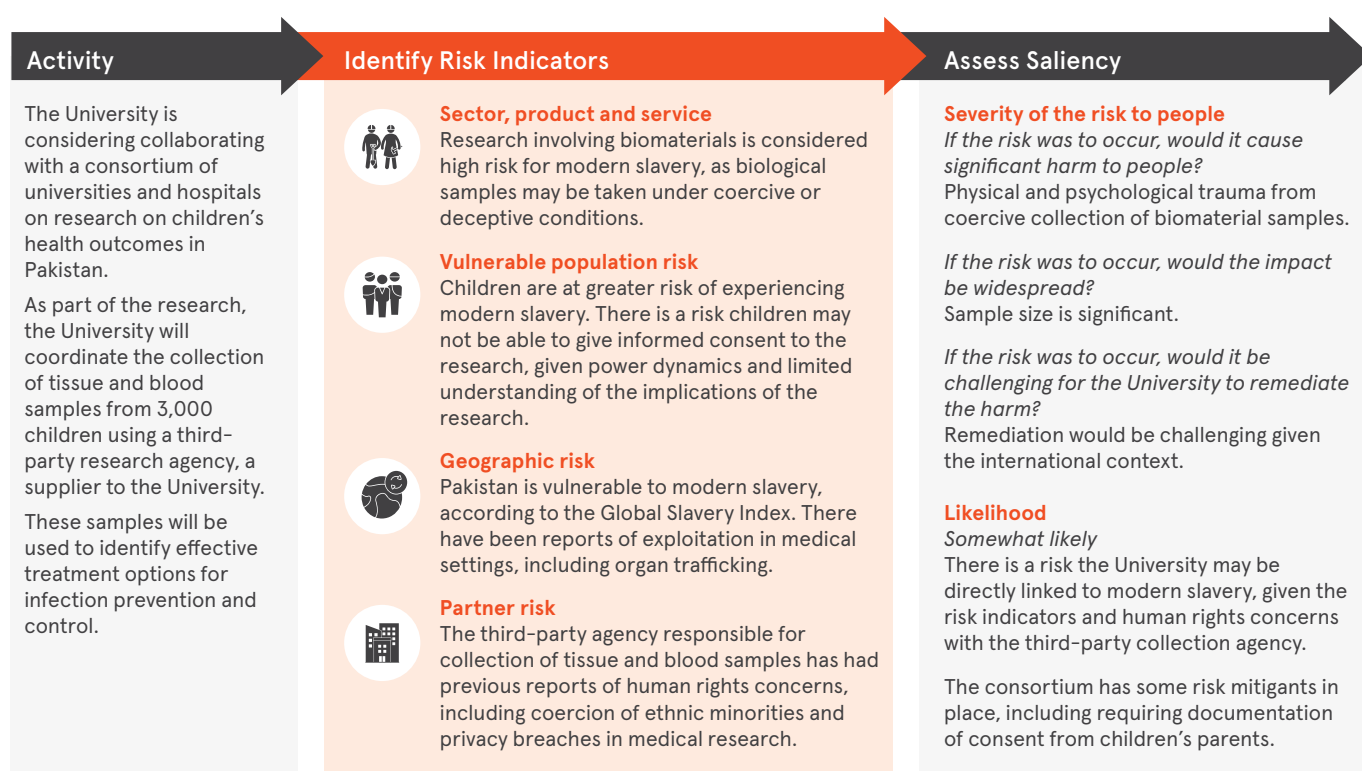 Activity
The University is
considering collaborating
with a consortium of
universities and hospitals
on research on children's
health outcomes in
Pakistan.
As part of the research,
the University will
coordinate the collection
of tissue and blood
samples from 3,000
children using a third-
party research agency, a
supplier to the University.
These samples will be
used to identify effective
treatment options for
infection prevention and
control.
Identify Risk Indicators
Sector, product and service
Research involving biomaterials is considered
high risk for modern slavery, as biological
samples may be taken under coercive or
deceptive conditions.
Vulnerable population risk
Children are at greater risk of experiencing
modern slavery. There is a risk children may
not be able to give informed consent to the
research, given power dynamics and limited
understanding of the implications of the
research.
Geographic risk
Pakistan is vulnerable to modern slavery,
according to the Global Slavery Index. There
have been reports of exploitation in medical
settings, including organ trafficking.
Partner risk
The third-party agency responsible for
collection of tissue and blood samples has had
previous reports of human rights concerns,
including coercion of ethnic minorities and
privacy breaches in medical research.
Assess Saliency
Severity of the risk to people
If the risk was to occur, would it cause
significant harm to people?
Physical and psychological trauma from
coercive collection of biomaterial samples.
If the risk was to occur, would the impact
be widespread?
Sample size is significant.
If the risk was to occur, would it be
challenging for the University to remediate
the harm?
Remediation would be challenging given
the international context.
Likelihood
Somewhat likely
There is a risk the University may be
directly linked to modern slavery, given the
risk indicators and human rights concerns
with the third-party collection agency.
The consortium has some risk mitigants in
place, including requiring documentation
of consent from children's parents.